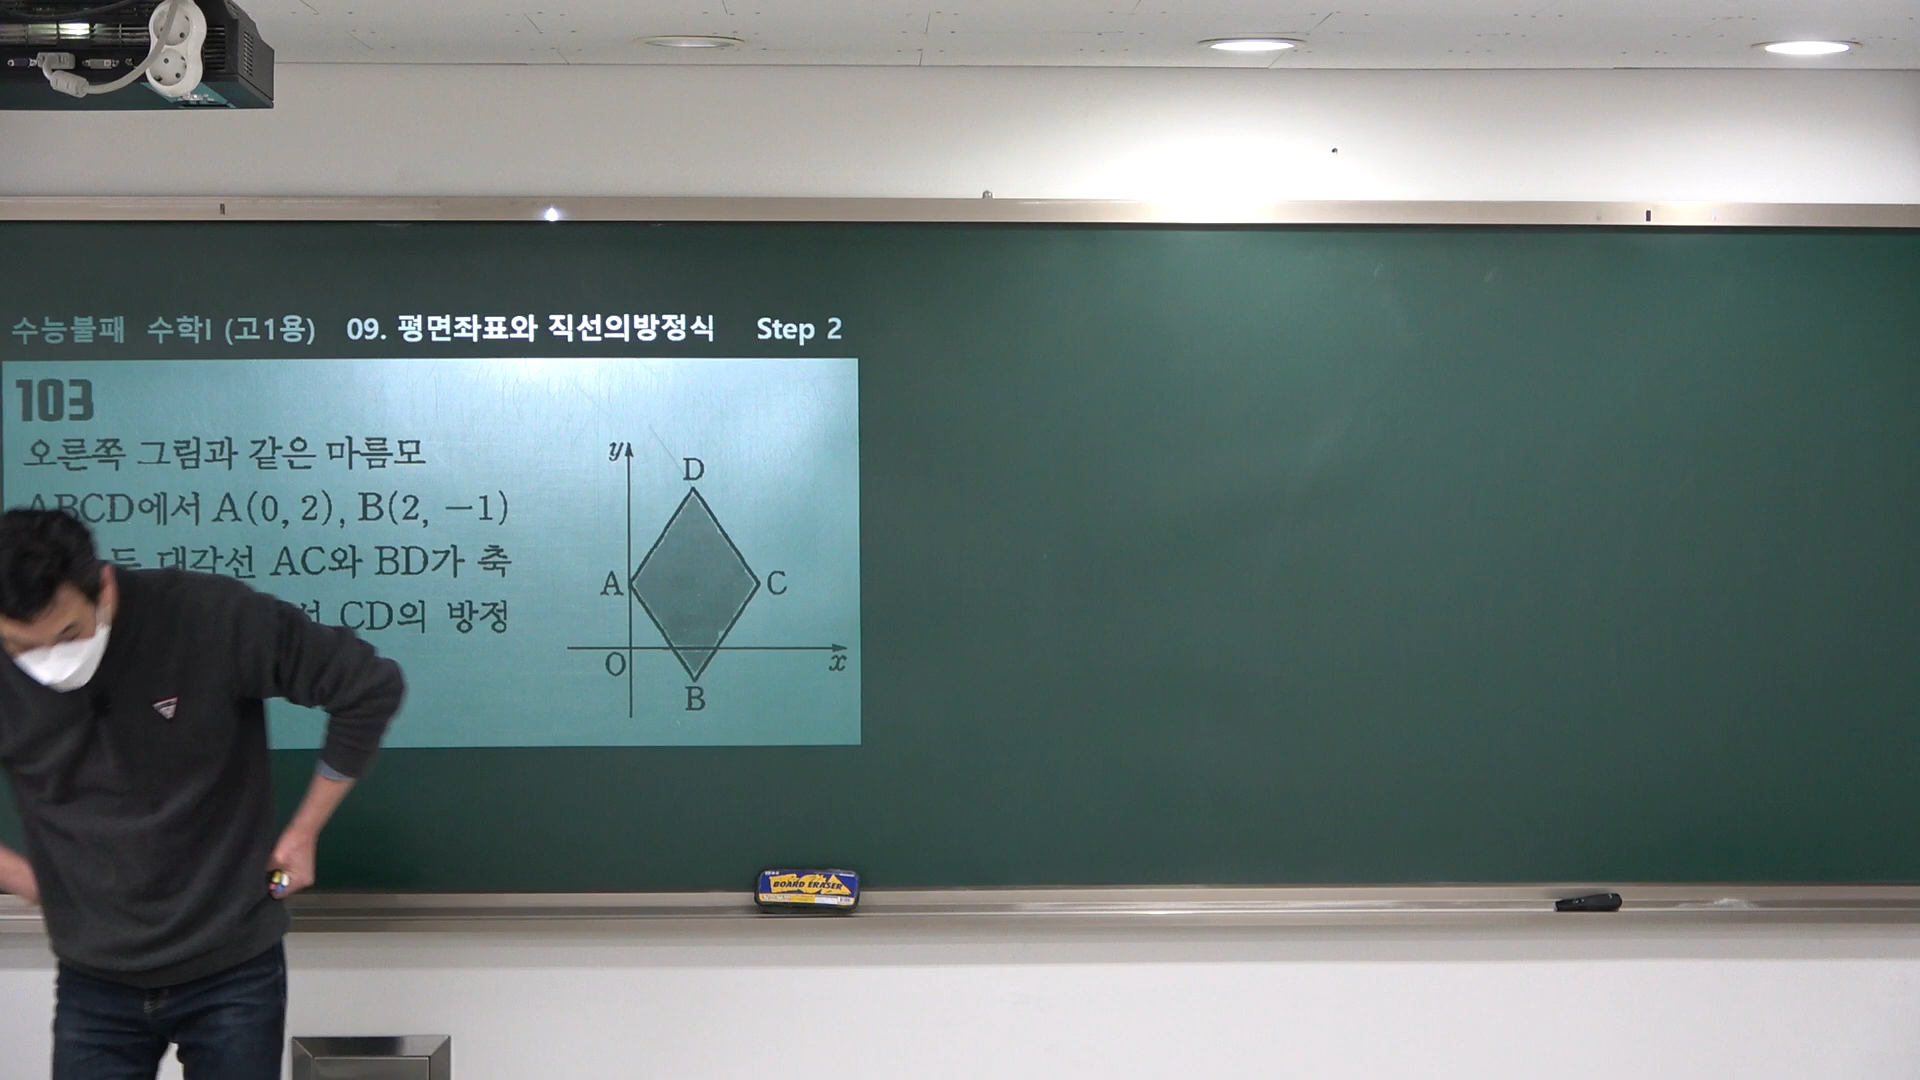 수능불패 수학I (고1용) 09. 평면좌표와 직선의방정식 Step 2
103
오른쪽 그림과 같은 마름모
ABCD에서 A(0, 2), B(2, −1)
대각선 AC와 BD가 축
CD의 방정
y
D
A
C
O
x
B
BOARD ERASER